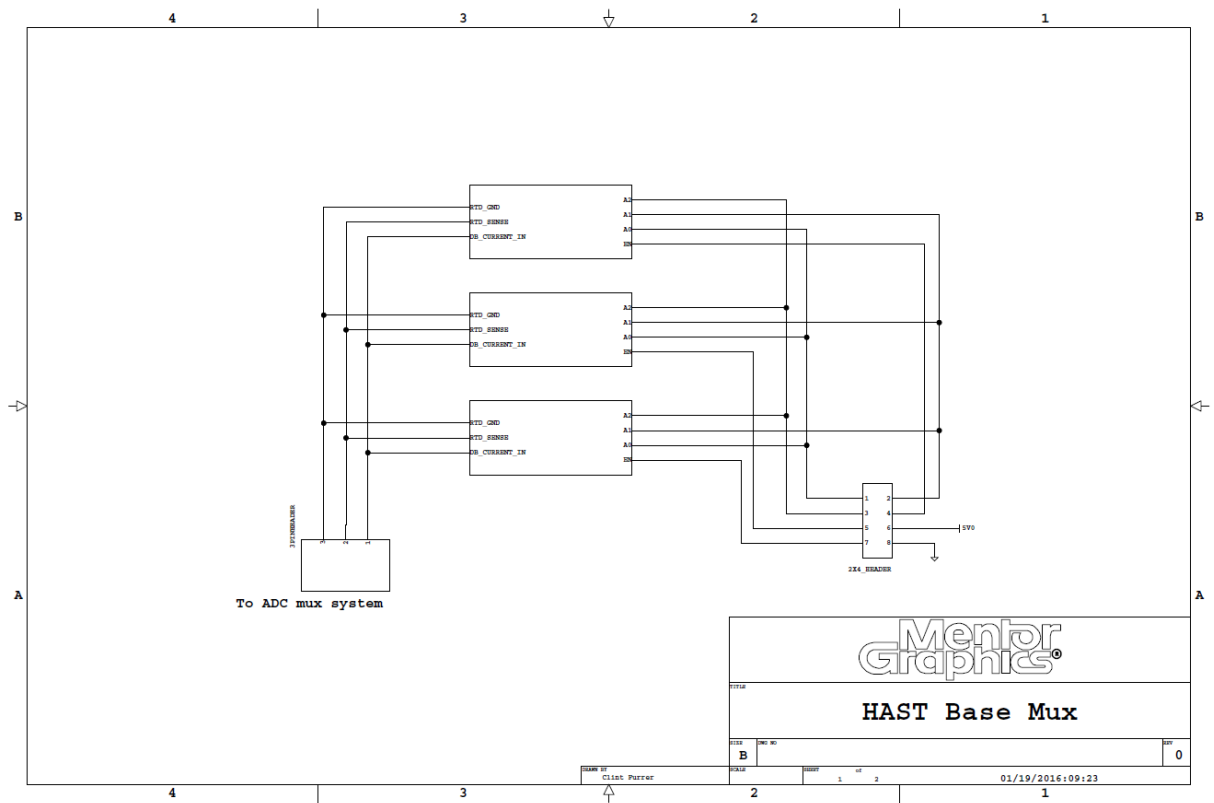 4 3 2 1
B B
RTD_GND A2
RTD_SENSE A1
DB_CURRENT_IN A0
EN
RTD_GND A2
RTD_SENSE A1
DB_CURRENT_IN A0
EN
RTD_GND A2
RTD_SENSE A1
DB_CURRENT_IN A0
EN
1 2
3 4
5 6 5V0
7 8
2X4_HEADER
3PINHEADER
3 2 1
To ADC mux system
A A
Mentor
Graphics®
TITLE
HAST Base Mux
SIZE DWG NO REV
B 0
DRAWN BY SCALE SHEET of
Clint Furrer 1 2 01/19/2016:09:23
4 3 2 1